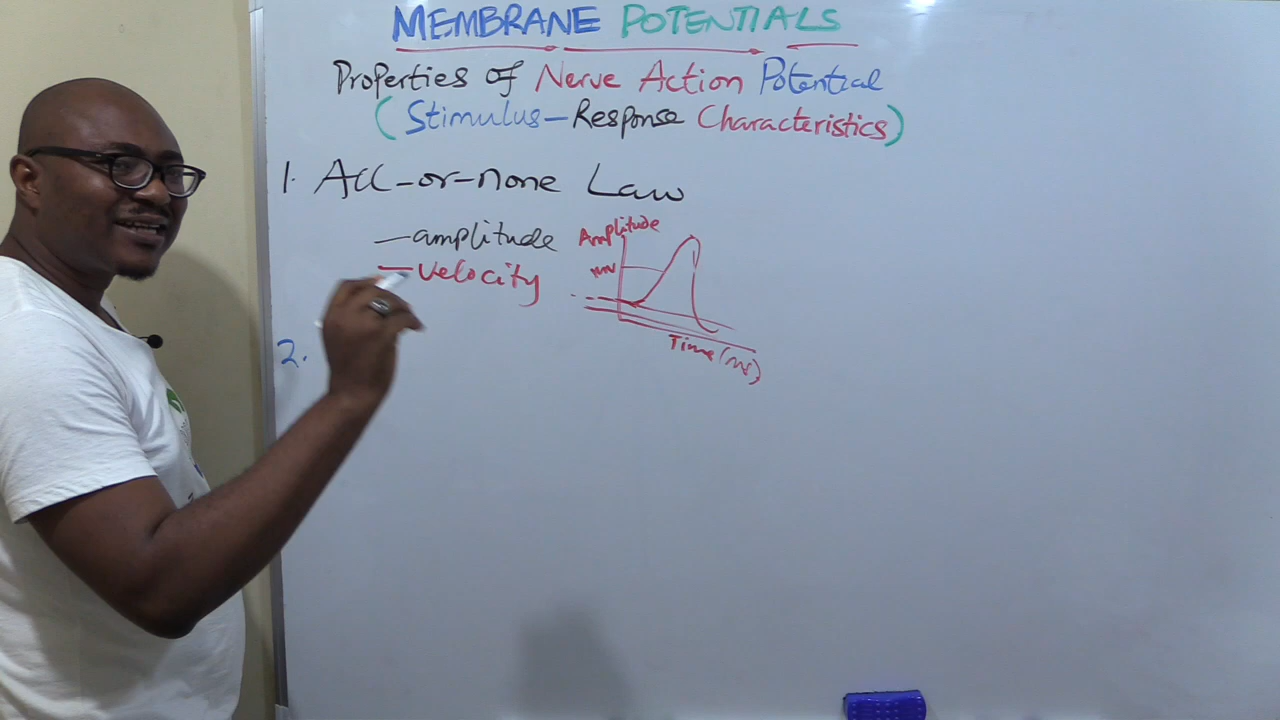 MEMBRANE POTENTIALS
Properties of Nerve Action Potential
(Stimulus-Response Characteristics)
1. All-or-none Law
- amplitude
- Velocity
Amplitude
mv
Time (ms)
2.